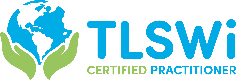 TLSWi
CERTIFIED PRACTITIONER